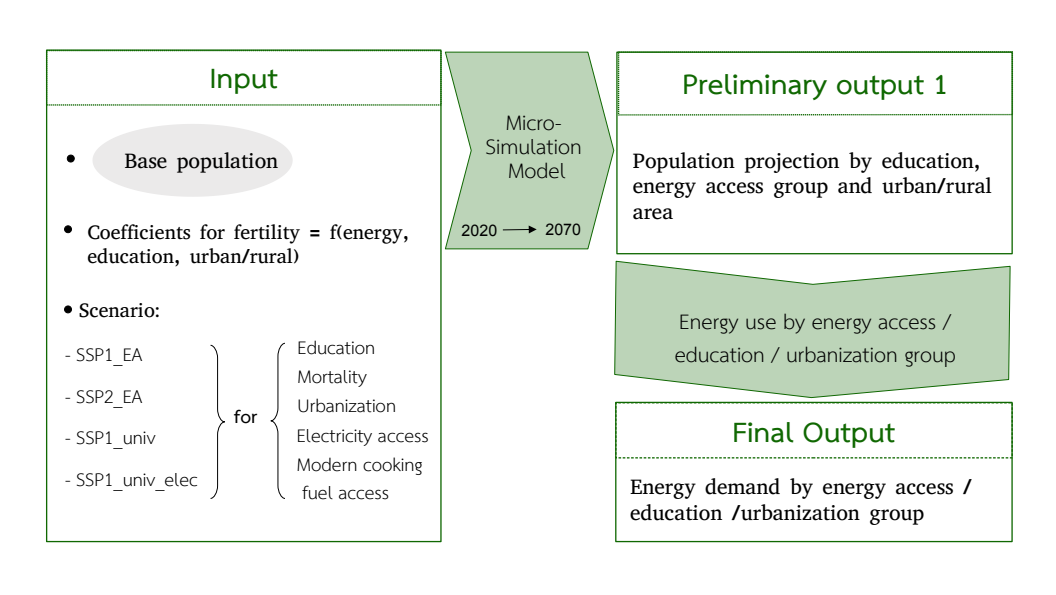 Input
• Base population
• Coefficients for fertility = f(energy,
education, urban/rural)
• Scenario:
- SSP1_EA
- SSP2_EA
- SSP1_univ
- SSP1_univ_elec
for
Education
Mortality
Urbanization
Electricity access
Modern cooking
fuel access
Micro-
Simulation
Model
2020 → 2070
Preliminary output 1
Population projection by education,
energy access group and urban/rural
area
Energy use by energy access /
education / urbanization group
Final Output
Energy demand by energy access /
education /urbanization group